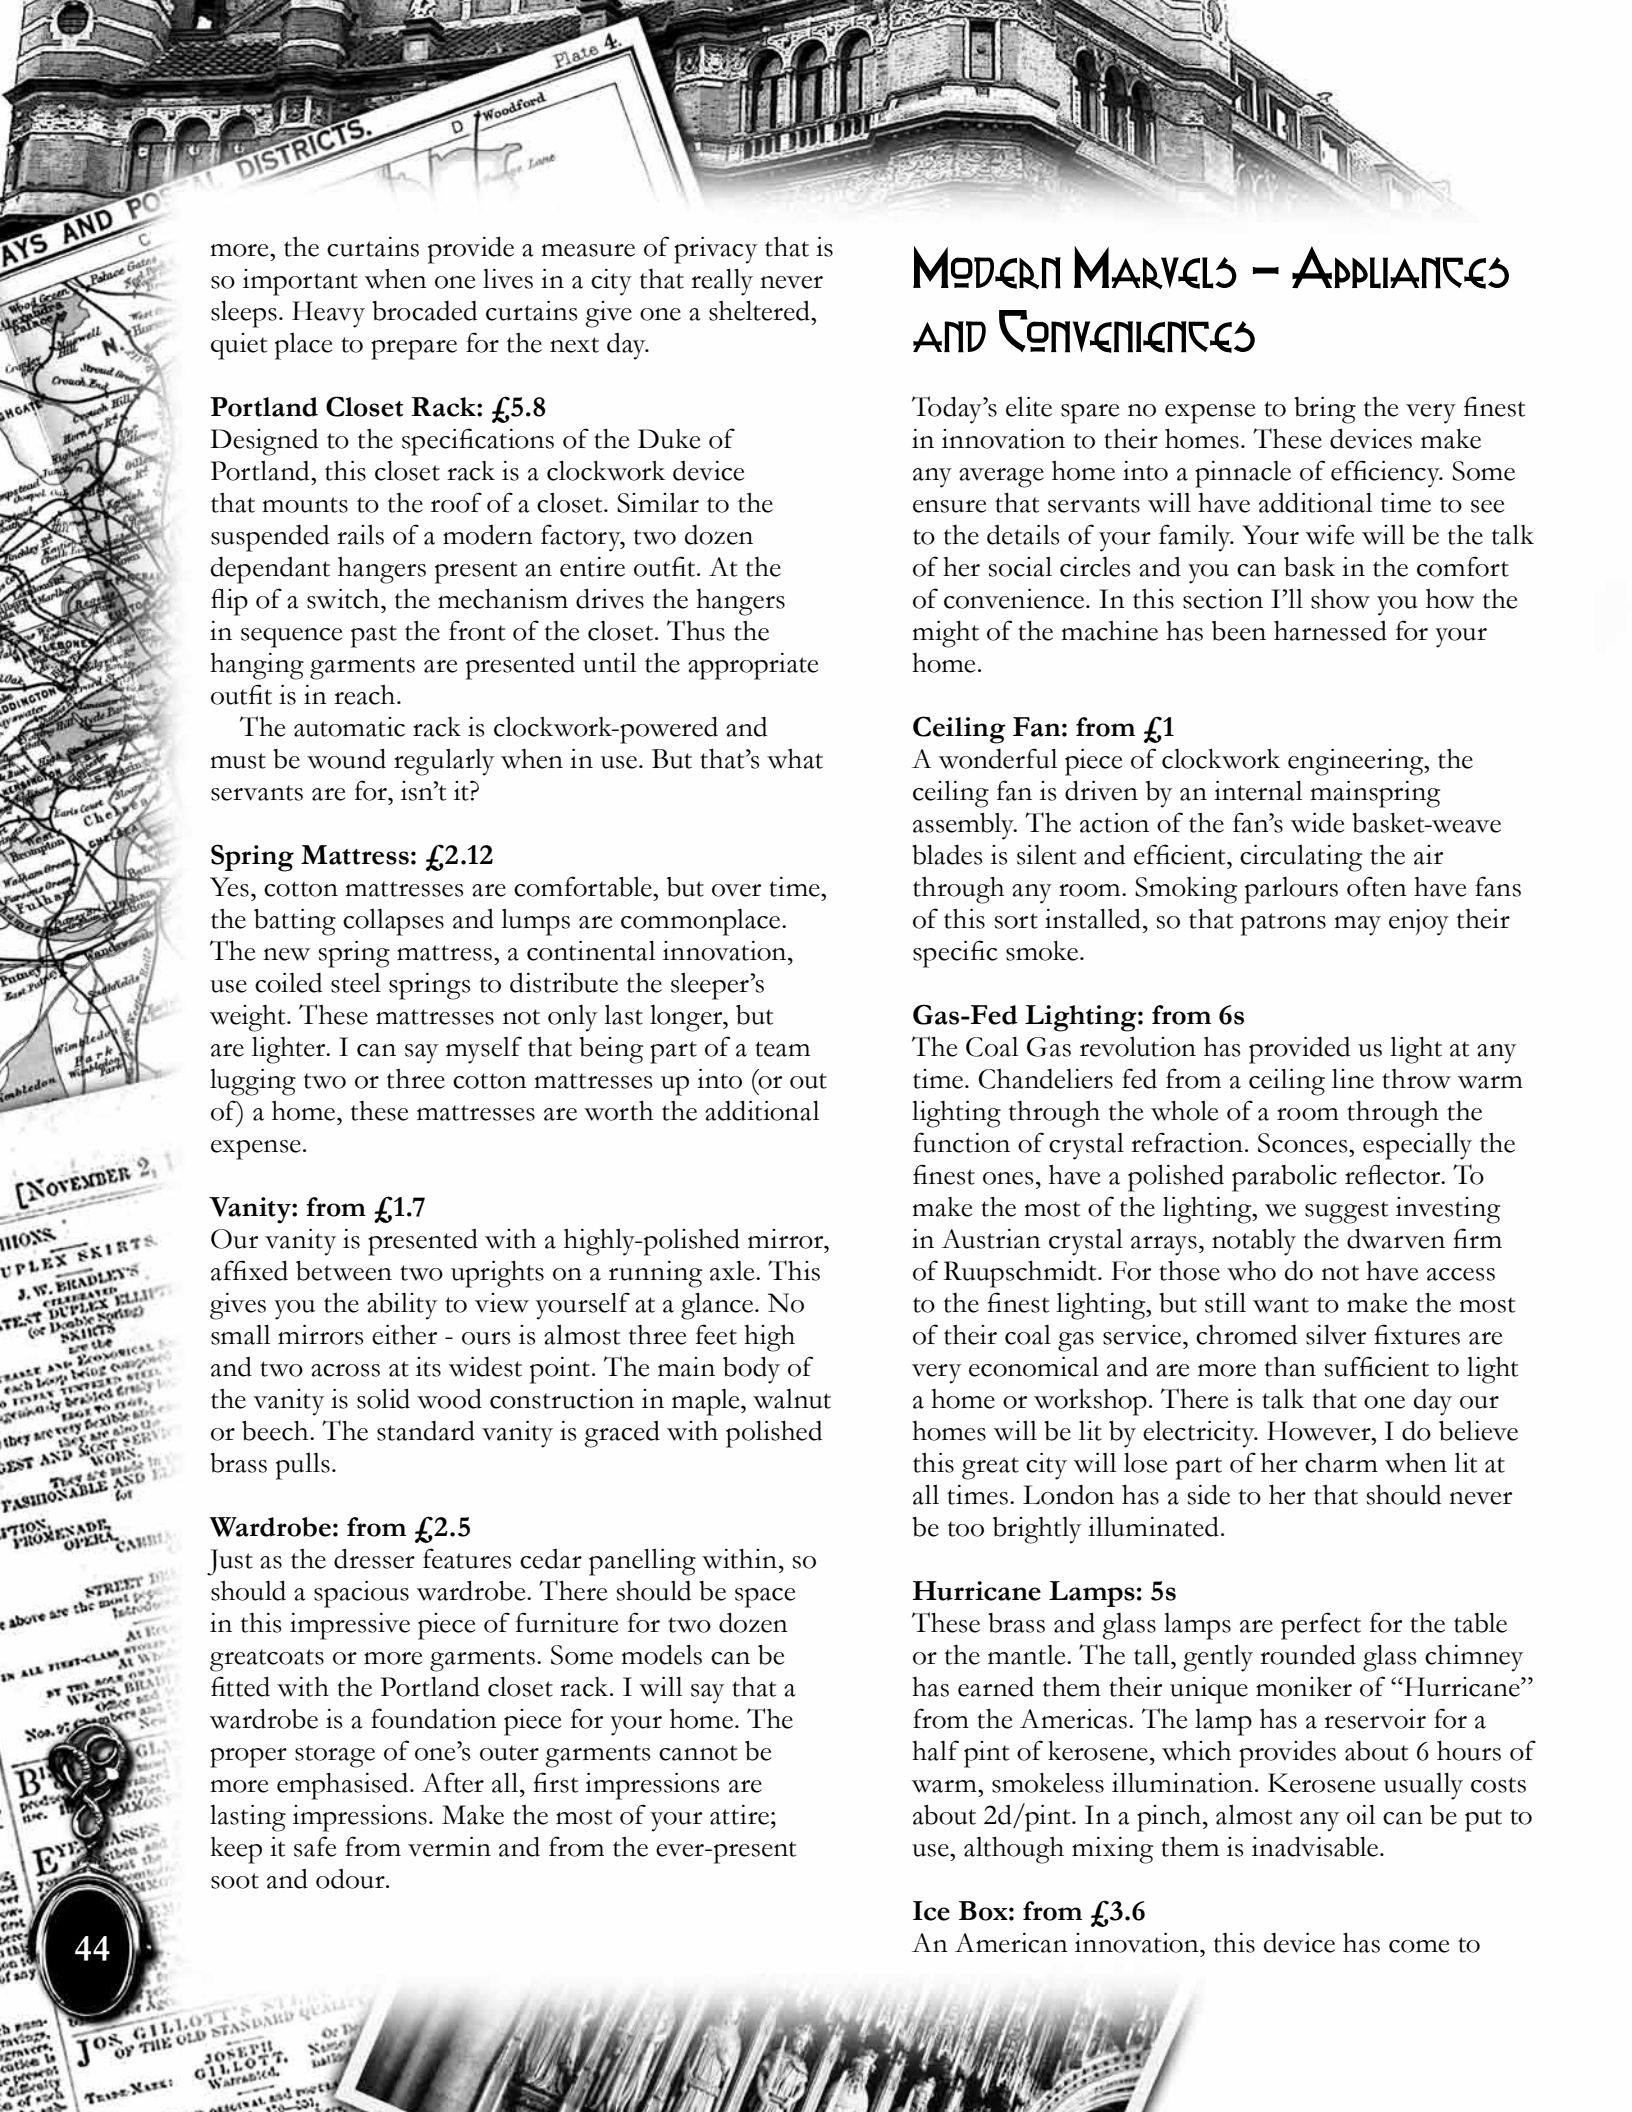 Plate 4.
D
Woodford
DISTRICTS.
AYS AND
C
more, the curtains provide a measure of privacy that is
so important when one lives in a city that really never
sleeps. Heavy brocaded curtains give one a sheltered,
quiet place to prepare for the next day.
Portland Closet Rack: £5.8
Designed to the specifications of the Duke of
Portland, this closet rack is a clockwork device
that mounts to the roof of a closet. Similar to the
suspended rails of a modern factory, two dozen
dependant hangers present an entire outfit. At the
flip of a switch, the mechanism drives the hangers
in sequence past the front of the closet. Thus the
hanging garments are presented until the appropriate
outfit is in reach.
The automatic rack is clockwork-powered and
must be wound regularly when in use. But that's what
servants are for, isn't it?
Spring Mattress: £2.12
Yes, cotton mattresses are comfortable, but over time,
the batting collapses and lumps are commonplace.
The new spring mattress, a continental innovation,
use coiled steel springs to distribute the sleeper's
weight. These mattresses not only last longer, but
are lighter. I can say myself that being part of a team
lugging two or three cotton mattresses up into (or out
of) a home, these mattresses are worth the additional
expense.
Vanity: from £1.7
Our vanity is presented with a highly-polished mirror,
affixed between two uprights on a running axle. This
gives you the ability to view yourself at a glance. No
small mirrors either - ours is almost three feet high
and two across at its widest point. The main body of
the vanity is solid wood construction in maple, walnut
or beech. The standard vanity is graced with polished
brass pulls.
Wardrobe: from £2.5
Just as the dresser features cedar panelling within, so
should a spacious wardrobe. There should be space
in this impressive piece of furniture for two dozen
greatcoats or more garments. Some models can be
fitted with the Portland closet rack. I will say that a
wardrobe is a foundation piece for your home. The
proper storage of one's outer garments cannot be
more emphasised. After all, first impressions are
lasting impressions. Make the most of your attire;
keep it safe from vermin and from the ever-present
soot and odour.
Modern Marvels – Appliances
and Conveniences
Today's elite spare no expense to bring the very finest
in innovation to their homes. These devices make
any average home into a pinnacle of efficiency. Some
ensure that servants will have additional time to see
to the details of your family. Your wife will be the talk
of her social circles and you can bask in the comfort
of convenience. In this section I'll show you how the
might of the machine has been harnessed for your
home.
Ceiling Fan: from £1
A wonderful piece of clockwork engineering, the
ceiling fan is driven by an internal mainspring
assembly. The action of the fan's wide basket-weave
blades is silent and efficient, circulating the air
through any room. Smoking parlours often have fans
of this sort installed, so that patrons may enjoy their
specific smoke.
Gas-Fed Lighting: from 6s
The Coal Gas revolution has provided us light at any
time. Chandeliers fed from a ceiling line throw warm
lighting through the whole of a room through the
function of crystal refraction. Sconces, especially the
finest ones, have a polished parabolic reflector. To
make the most of the lighting, we suggest investing
in Austrian crystal arrays, notably the dwarven firm
of Ruupschmidt. For those who do not have access
to the finest lighting, but still want to make the most
of their coal gas service, chromed silver fixtures are
very economical and are more than sufficient to light
a home or workshop. There is talk that one day our
homes will be lit by electricity. However, I do believe
this great city will lose part of her charm when lit at
all times. London has a side to her that should never
be too brightly illuminated.
Hurricane Lamps: 5s
These brass and glass lamps are perfect for the table
or the mantle. The tall, gently rounded glass chimney
has earned them their unique moniker of “Hurricane”
from the Americas. The lamp has a reservoir for a
half pint of kerosene, which provides about 6 hours of
warm, smokeless illumination. Kerosene usually costs
about 2d/pint. In a pinch, almost any oil can be put to
use, although mixing them is inadvisable.
Ice Box: from £3.6
An American innovation, this device has come to
[NOVEMBER 2,
J. W. BRADLEY'S
44
JOS. GILLOTT'S
OF THE OLD STANDARD QUALITY
JOSEPH
GILLOTT,
Warranted.
TRADE MARK: